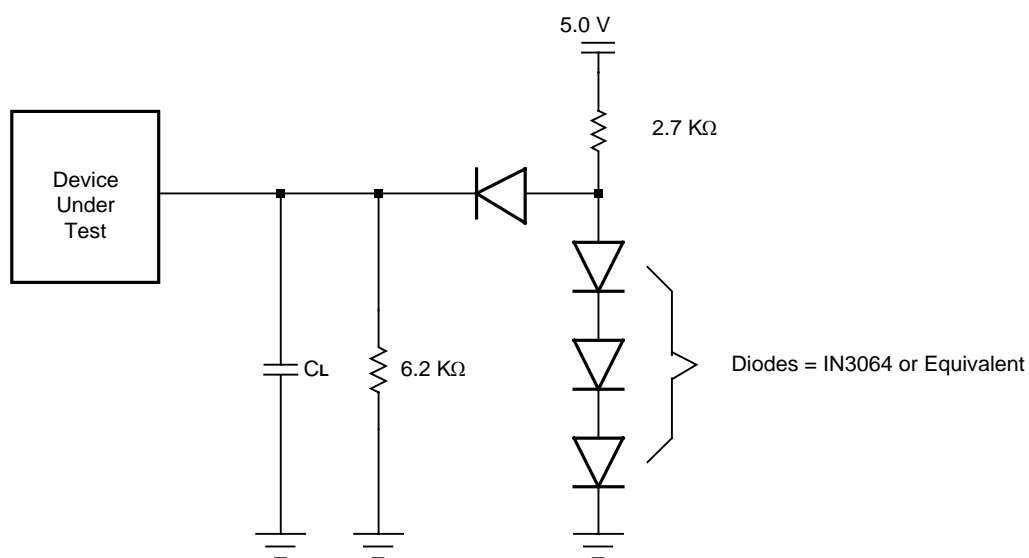 5.0 V
2.7 KΩ
Device
Under
Test
CL
6.2 KΩ
Diodes = IN3064 or Equivalent